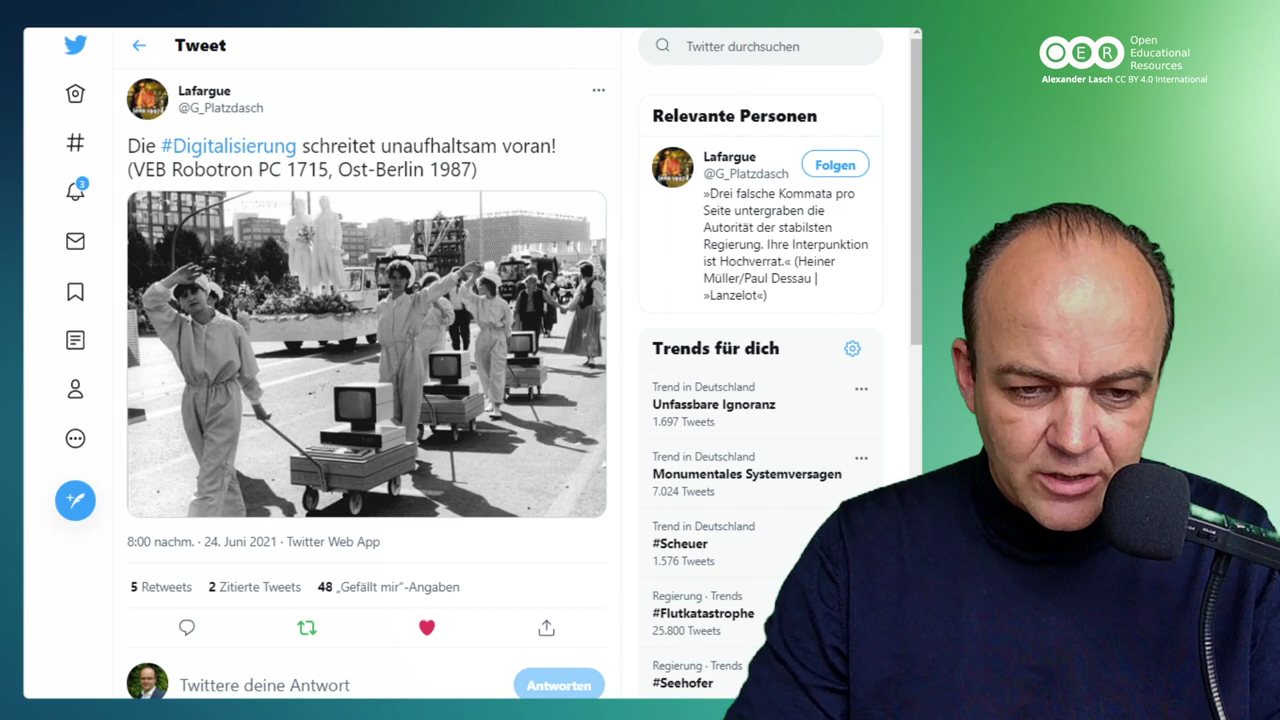 Tweet
Lafargue
@G_Platzdasch
Die #Digitalisierung schreitet unaufhaltsam voran!
(VEB Robotron PC 1715, Ost-Berlin 1987)
8:00 nachm. · 24. Juni 2021 · Twitter Web App
5 Retweets 2 Zitierte Tweets 48 „Gefällt mir“-Angaben
Twittere deine Antwort
Antworten
3
Twitter durchsuchen
Relevante Personen
Lafargue
@G_Platzdasch
Folgen
»Drei falsche Kommata pro
Seite untergraben die
Autorität der stabilsten
Regierung. Ihre Interpunktion
ist Hochverrat.« (Heiner
Müller/Paul Dessau |
»Lanzelot«)
Trends für dich
Trend in Deutschland
Unfassbare Ignoranz
1.697 Tweets
Trend in Deutschland
Monumentales Systemversagen
7.024 Tweets
Trend in Deutschland
#Scheuer
1.576 Tweets
Regierung · Trends
#Flutkatastrophe
25.800 Tweets
Regierung · Trends
#Seehofer
OER
Open
Educational
Resources
Alexander Lasch CC BY 4.0 International